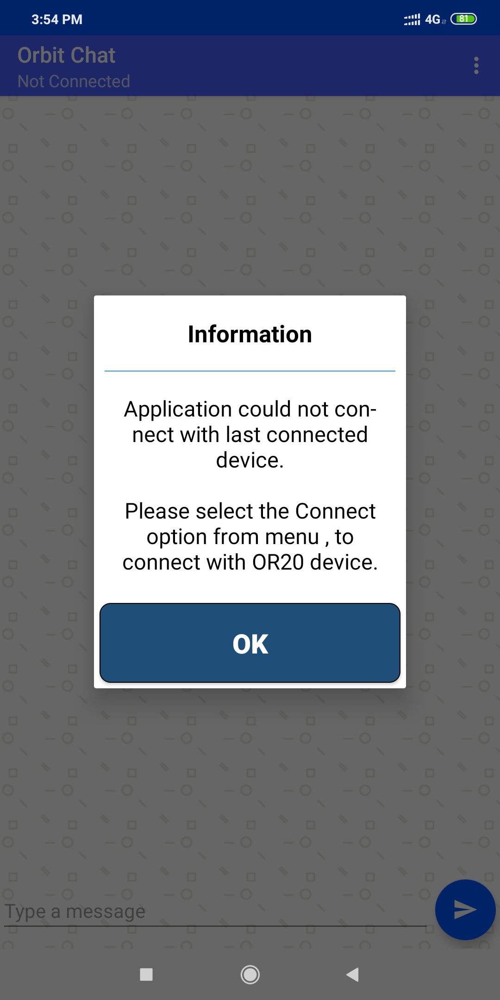 3:54 PM
4G
81
Orbit Chat
Not Connected
Information
Application could not con-
nect with last connected
device.
Please select the Connect
option from menu , to
connect with OR20 device.
OK
Type a message